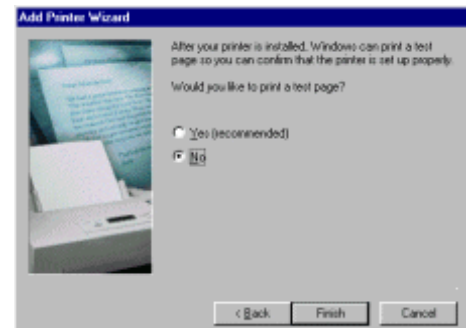 Add Printer Wizard
After your printer is installed, Windows can print a test
page so you can confirm that the printer is set up properly.
Would you like to print a test page?
Yes (recommended)
No
< Back
Finish
Cancel